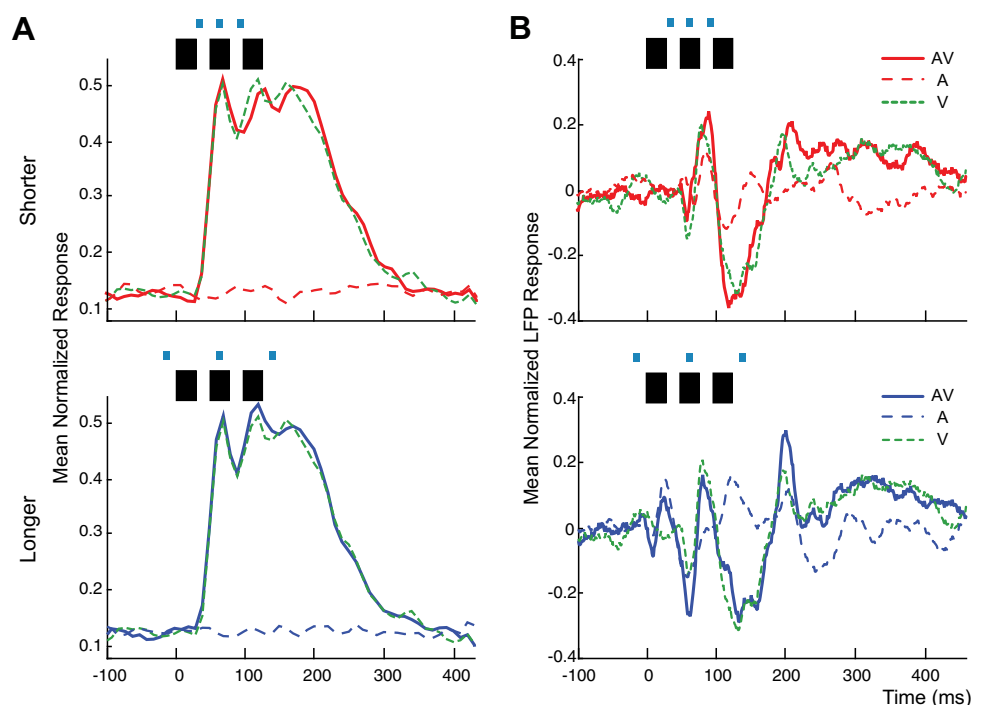 A
B
Shorter
Mean Normalized Response
0.5
0.4
0.3
0.2
0.1
Mean Normalized LFP Response
0.4
0.2
0
-0.2
-0.4
AV
A
V
Longer
0.5
0.4
0.3
0.2
0.1
-100
0
100
200
300
400
0.4
0.2
0
-0.2
-0.4
AV
A
V
-100
0
100
200
300
400
Time (ms)